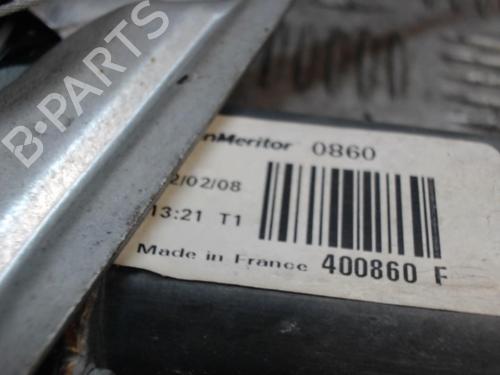 B-PARTS
nMeritor 0860
2/02/08
13:21 T1
Made in France 400860 F